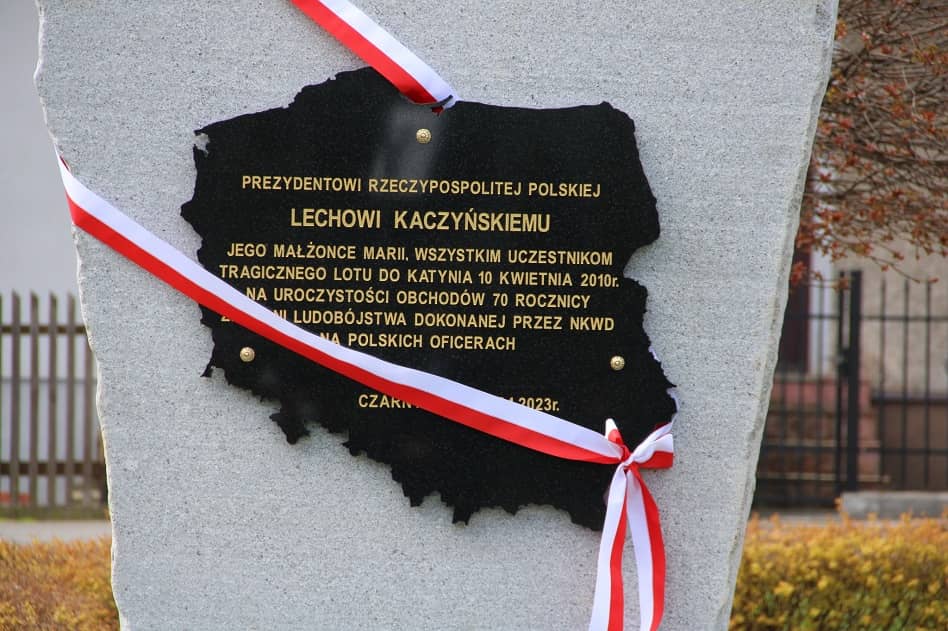 PREZYDENTOWI RZECZYPOSPOLITEJ POLSKIEJ
LECHOWI KACZYŃSKIEMU
JEGO MAŁŻONCE MARII, WSZYSTKIM UCZESTNIKOM
TRAGICZNEGO LOTU DO KATYNIA 10 KWIETNIA 2010r.
NA UROCZYSTOŚCI OBCHODÓW 70 ROCZNICY
LUDOBÓJSTWA DOKONANEJ PRZEZ NKWD
NA POLSKICH OFICERACH
2023r.